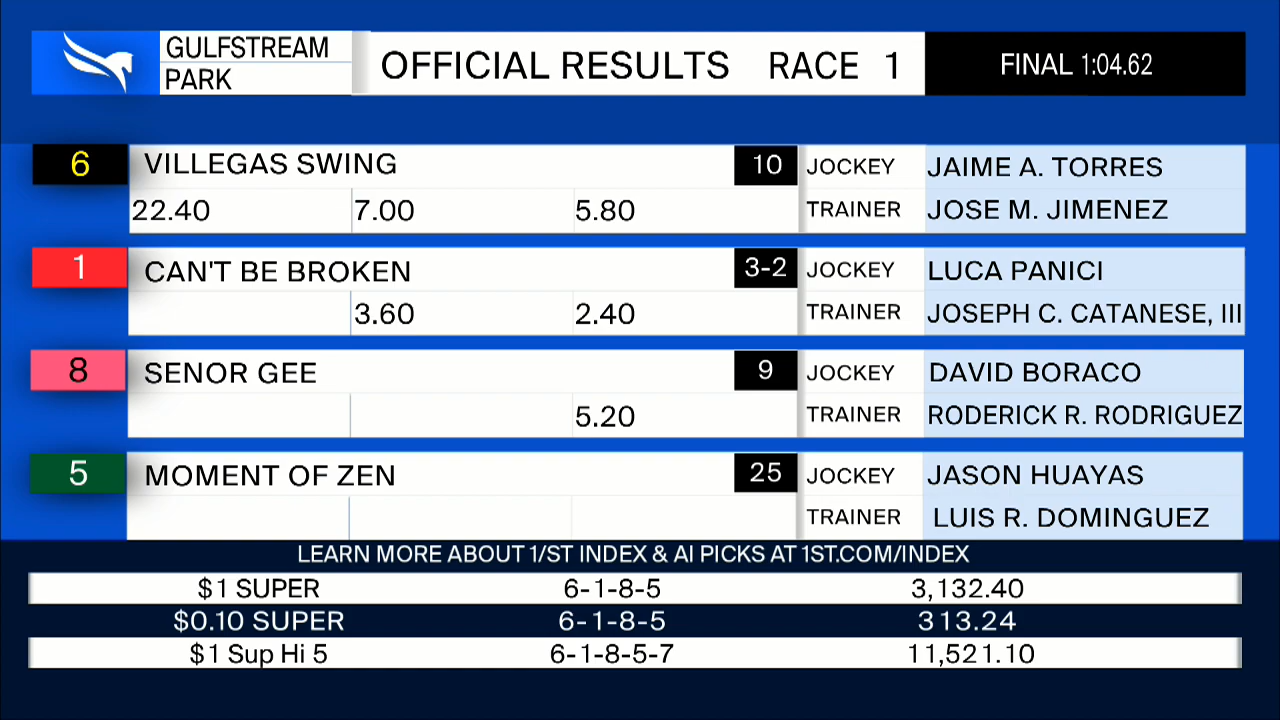 GULFSTREAM
PARK
OFFICIAL RESULTS RACE 1
FINAL 1:04.62
6 VILLEGAS SWING 10 JOCKEY JAIME A. TORRES
22.40 7.00 5.80 TRAINER JOSE M. JIMENEZ
1 CAN'T BE BROKEN 3-2 JOCKEY LUCA PANICI
3.60 2.40 TRAINER JOSEPH C. CATANESE, III
8 SENOR GEE 9 JOCKEY DAVID BORACO
5.20 TRAINER RODERICK R. RODRIGUEZ
5 MOMENT OF ZEN 25 JOCKEY JASON HUAYAS
TRAINER LUIS R. DOMINGUEZ
LEARN MORE ABOUT 1/ST INDEX & AI PICKS AT 1ST.COM/INDEX
$1 SUPER 6-1-8-5 3,132.40
$0.10 SUPER 6-1-8-5 313.24
$1 Sup Hi 5 6-1-8-5-7 11,521.10